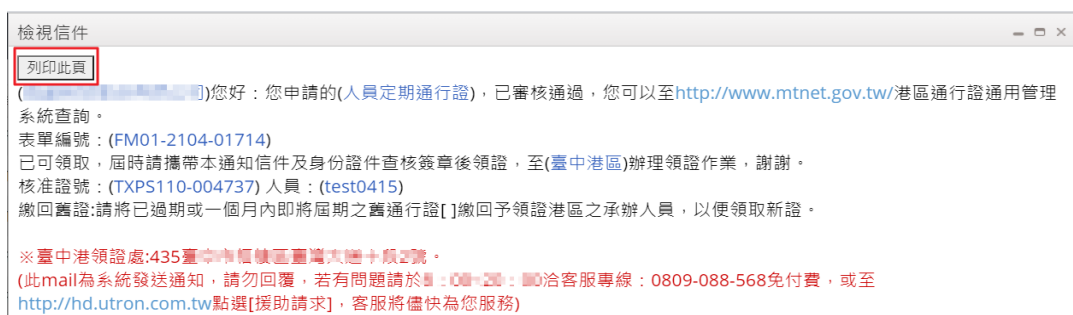 檢視信件
列印此頁
()您好：您申請的(人員定期通行證)，已審核通過，您可以至http://www.mtnet.gov.tw/港區通行證通用管理
系統查詢。
表單編號：(FM01-2104-01714)
已可領取，屆時請攜帶本通知信件及身份證件查核簽章後領證，至(臺中港區)辦理領證作業，謝謝。
核准證號：(TXPS110-004737) 人員：(test0415)
繳回舊證:請將已過期或一個月內即將屆期之舊通行證[ ]繳回予領證港區之承辦人員，以便領取新證。
※臺中港領證處:435。
(此mail為系統發送通知，請勿回覆，若有問題請於洽客服專線：0809-088-568免付費，或至
http://hd.utron.com.tw點選[援助請求]，客服將儘快為您服務)